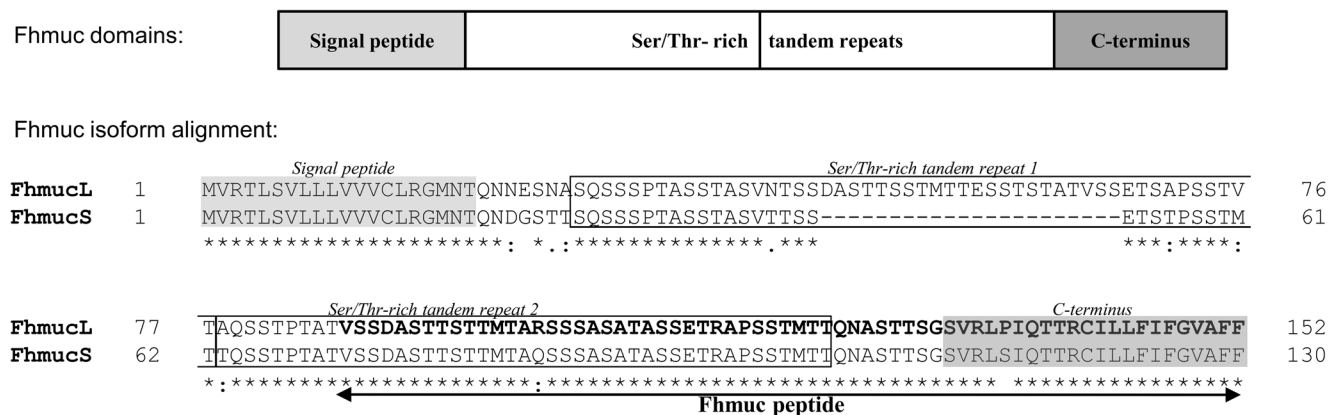 Fhmuc domains:
Signal peptide Ser/Thr- rich tandem repeats C-terminus
Fhmuc isoform alignment:
Signal peptide Ser/Thr-rich tandem repeat 1
FhmucL 1 MVRTLSVLLLVVVCLRGMNTQNNESNASQSSSPTASSTASVNTSSDASTTSSTMTTESSTSTATVSSETSAPSSTV 76
FhmucS 1 MVRTLSVLLLVVVCLRGMNTQNDGSTTSQSSSPTASSTASVTTSS----------------------ETSTPSSTM 61
**********************: *.:**************.*** ***:****:
Ser/Thr-rich tandem repeat 2 C-terminus
FhmucL 77 TAQSSTPTATVSSDASTTSTTMTARSSSASATASSETRAPSSTMTTQNASTTSGSVRLPIQTTRCILLFIFGVAFF 152
FhmucS 62 TTQSSTPTATVSSDASTTSTTMTAQSSSASATASSETRAPSSTMTTQNASTTSGSVRLSIQTTRCILLFIFGVAFF 130
*:**********************:********************************* *****************
Fhmuc peptide